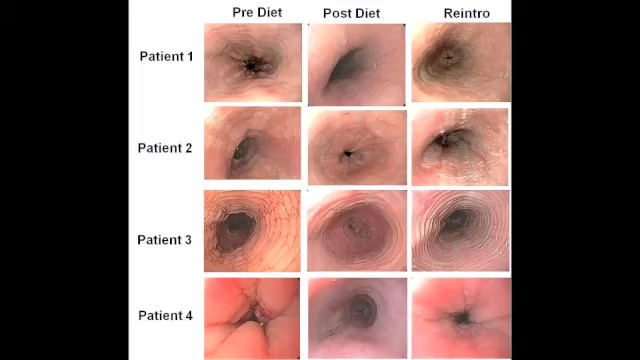 Pre Diet Post Diet Reintro
Patient 1
Patient 2
Patient 3
Patient 4